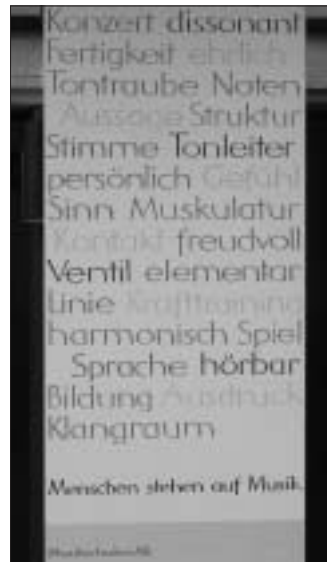 Konzert dissonant
Fertigkeit ehrlich
Tontraube Noten
Aussage Struktur
Stimme Tonleiter
persönlich Gefühl
Sinn Muskulatur
Kontakt freudvoll
Ventil elementar
Linie Krafttraining
harmonisch Spiel
Sprache hörbar
Bildung Ausdruck
Klangraum
Menschen stehen auf Musik.